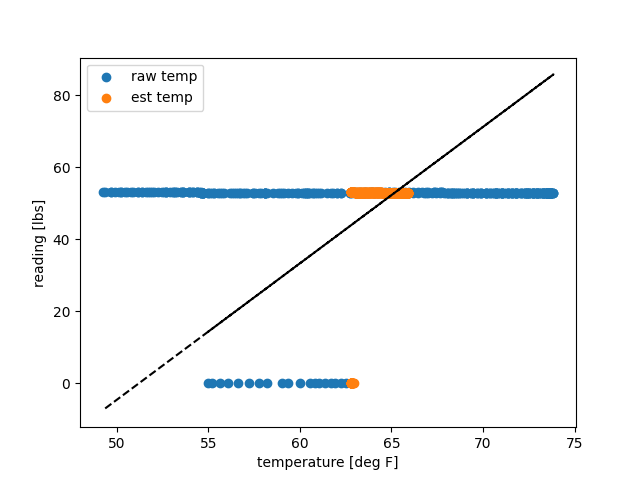 raw temp
est temp
80
60
40
20
0
reading [lbs]
50 55 60 65 70 75
temperature [deg F]